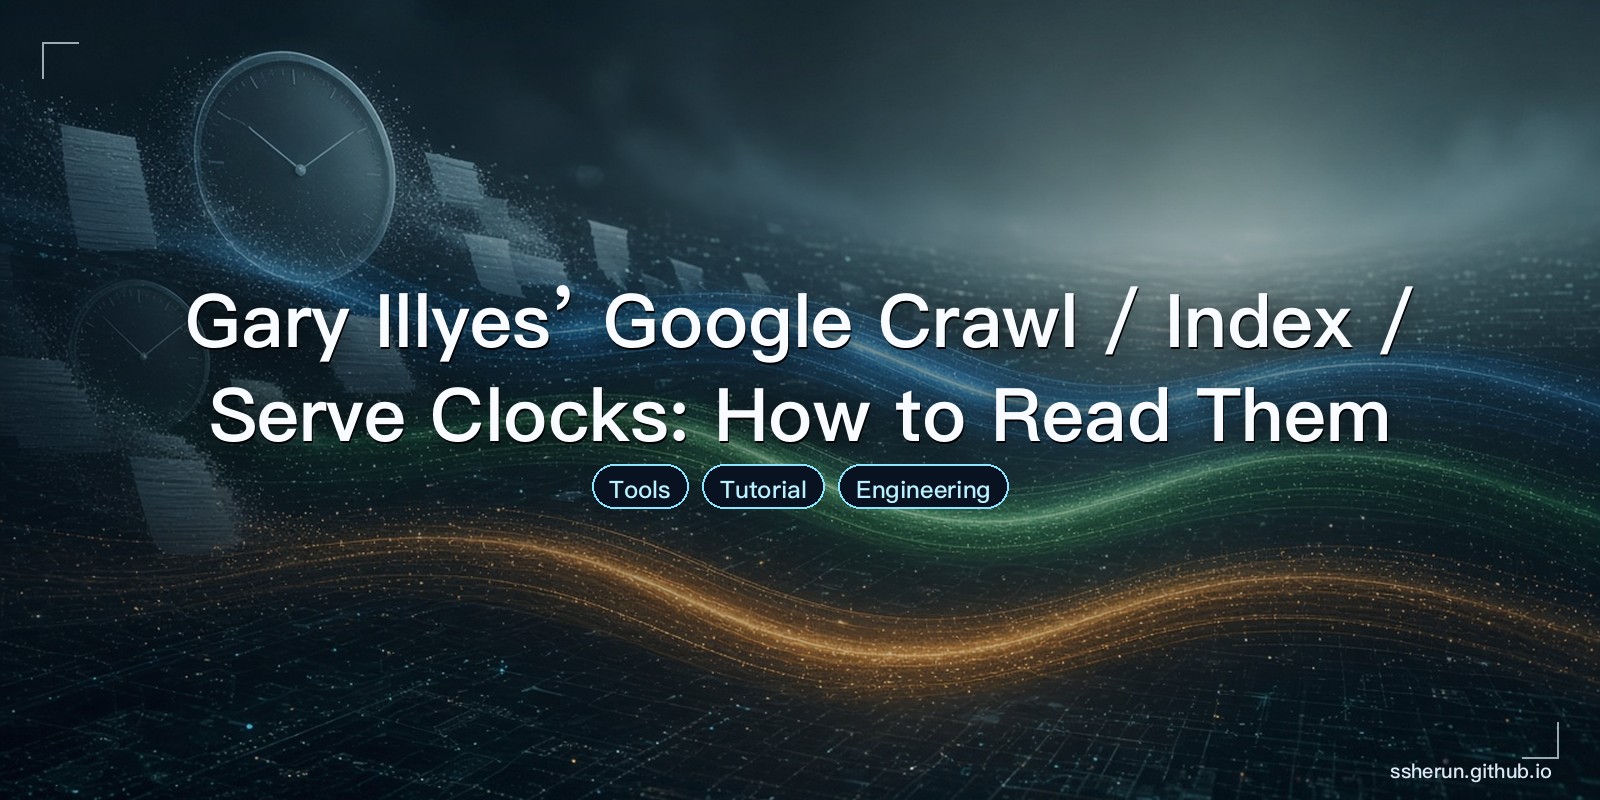 Gary Illyes’ Google Crawl / Index /
Serve Clocks: How to Read Them
Tools Tutorial Engineering
ssherun.github.io